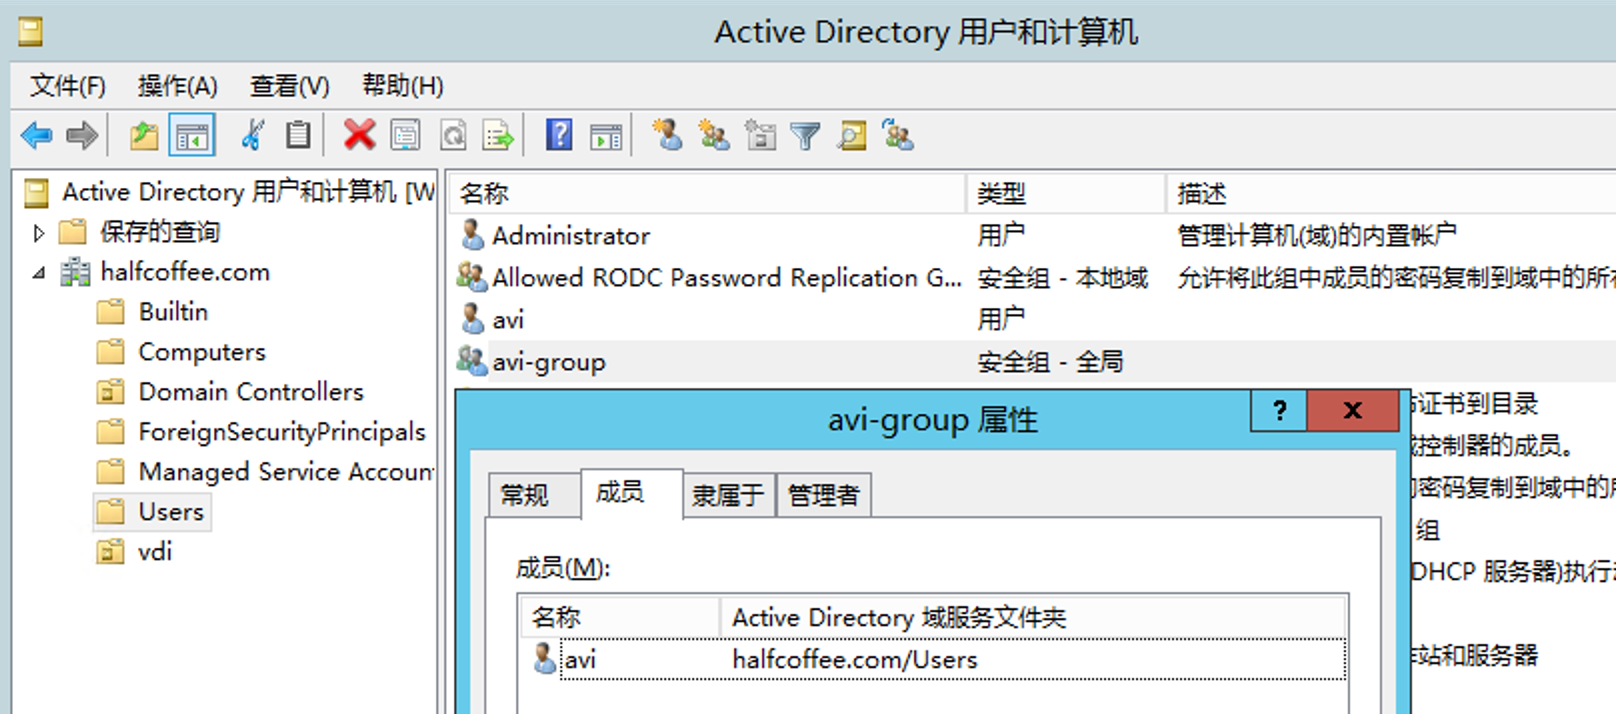 Active Directory 用户和计算机
文件(F) 操作(A) 查看(V) 帮助(H)
Active Directory 用户和计算机 [W
保存的查询
halfcoffee.com
Builtin
Computers
Domain Controllers
ForeignSecurityPrincipals
Managed Service Accoun
Users
vdi
名称 类型 描述
Administrator 用户 管理计算机(域)的内置帐户
Allowed RODC Password Replication G... 安全组 - 本地域 允许将此组中成员的密码复制到域中的所
avi 用户
avi-group 安全组 - 全局
证书到目录
控制器的成员。
密码复制到域中的
组
DHCP 服务器)执行
站和服务器
avi-group 属性
? x
常规 成员 隶属于 管理者
成员(M):
名称 Active Directory 域服务文件夹
avi halfcoffee.com/Users